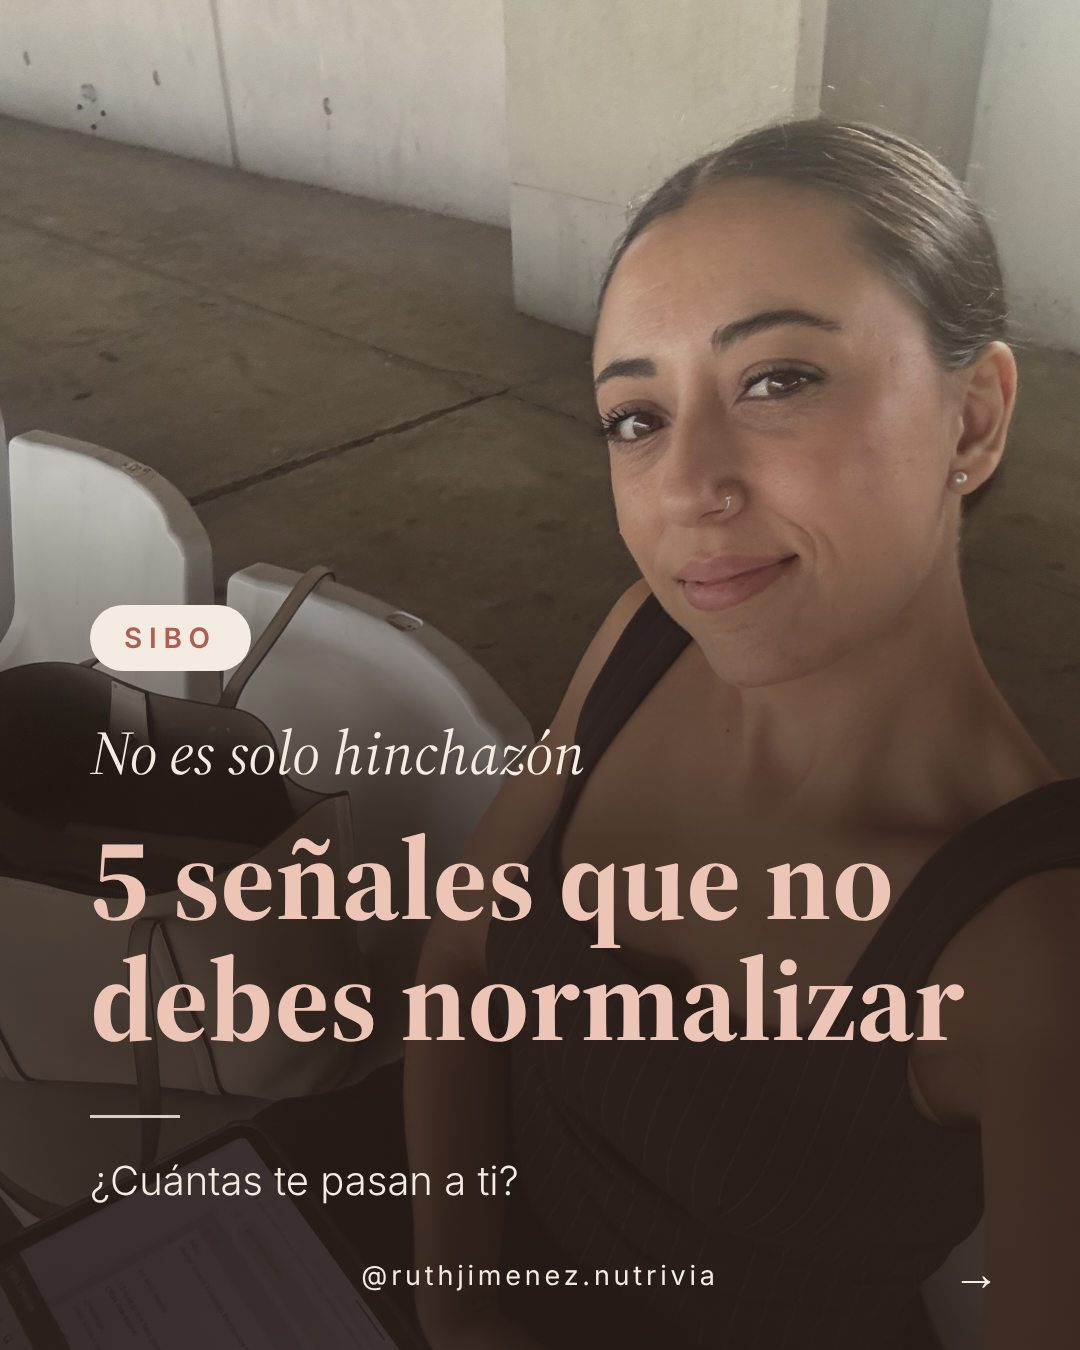 SIBO
No es solo hinchazón
5 señales que no
debes normalizar
¿Cuántas te pasan a ti?
@ruthjimenez.nutrivia →